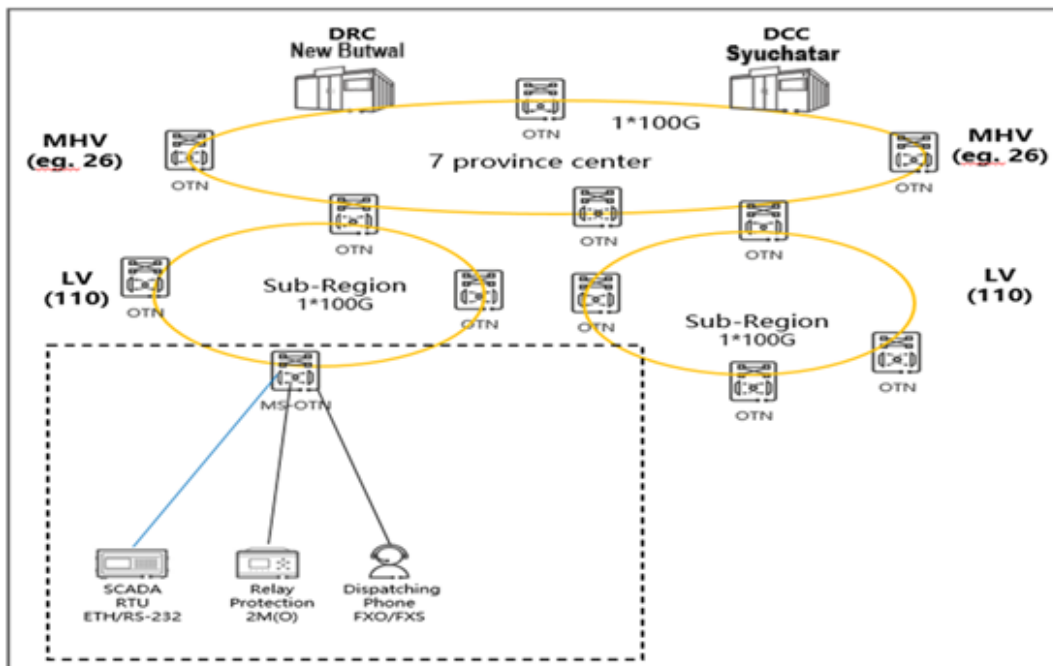 DRC
New Butwal
DCC
Syuchatar
OTN
1*100G
MHV
(eg. 26)
OTN
7 province center
MHV
(eg. 26)
OTN
OTN
OTN
OTN
LV
(110)
OTN
Sub-Region
1*100G
OTN
OTN
Sub-Region
1*100G
LV
(110)
OTN
OTN
MS-OTN
SCADA
RTU
ETH/RS-232
Relay
Protection
2M(O)
Dispatching
Phone
FXO/FXS